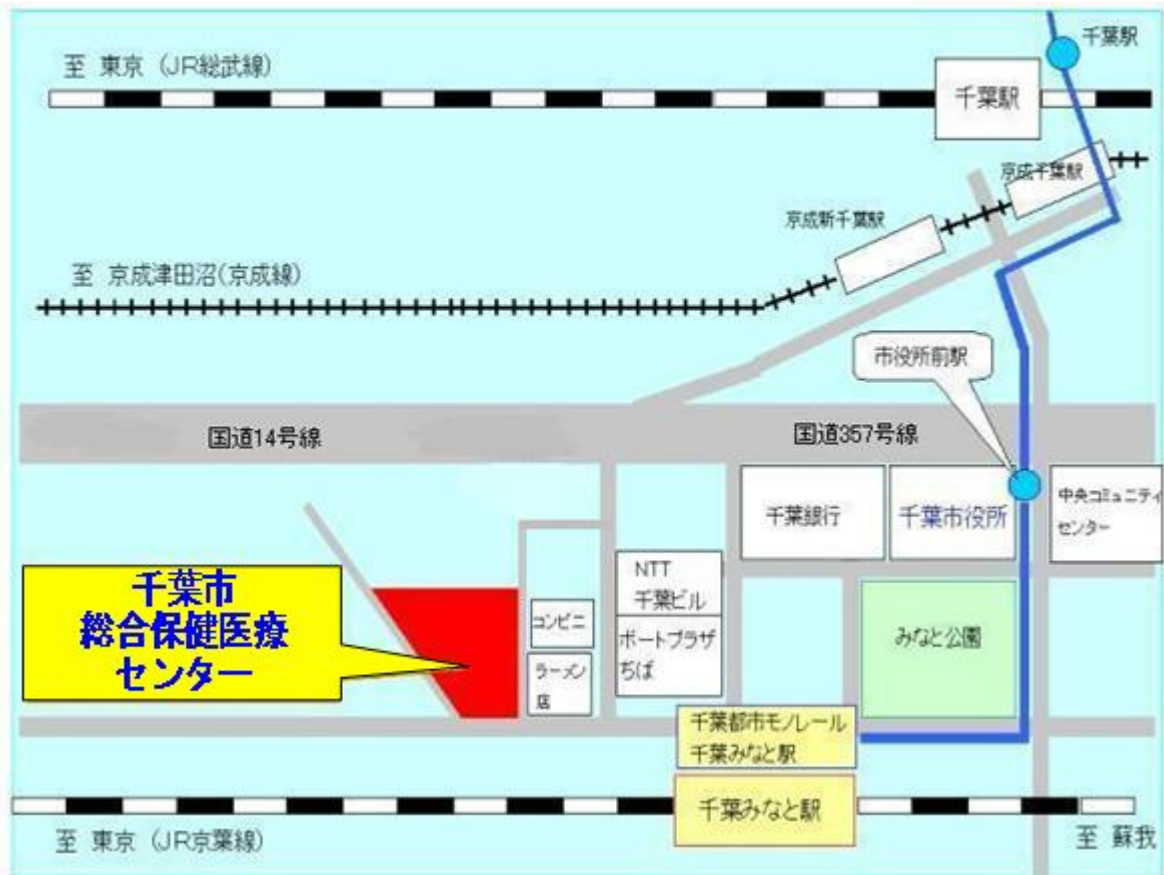 千葉駅
至 東京 (JR総武線)
千葉駅
京成千葉駅
京成新千葉駅
至 京成津田沼(京成線)
市役所前駅
国道14号線
国道357号線
千葉銀行
千葉市役所
中央コミュニティ
センター
NTT
千葉ビル
千葉市
総合保健医療
センター
コンビニ
ポートプラザ
ちば
みなと公園
ラーメン
店
千葉都市モノレール
千葉みなと駅
千葉みなと駅
至 東京 (JR京葉線)
至 蘇我